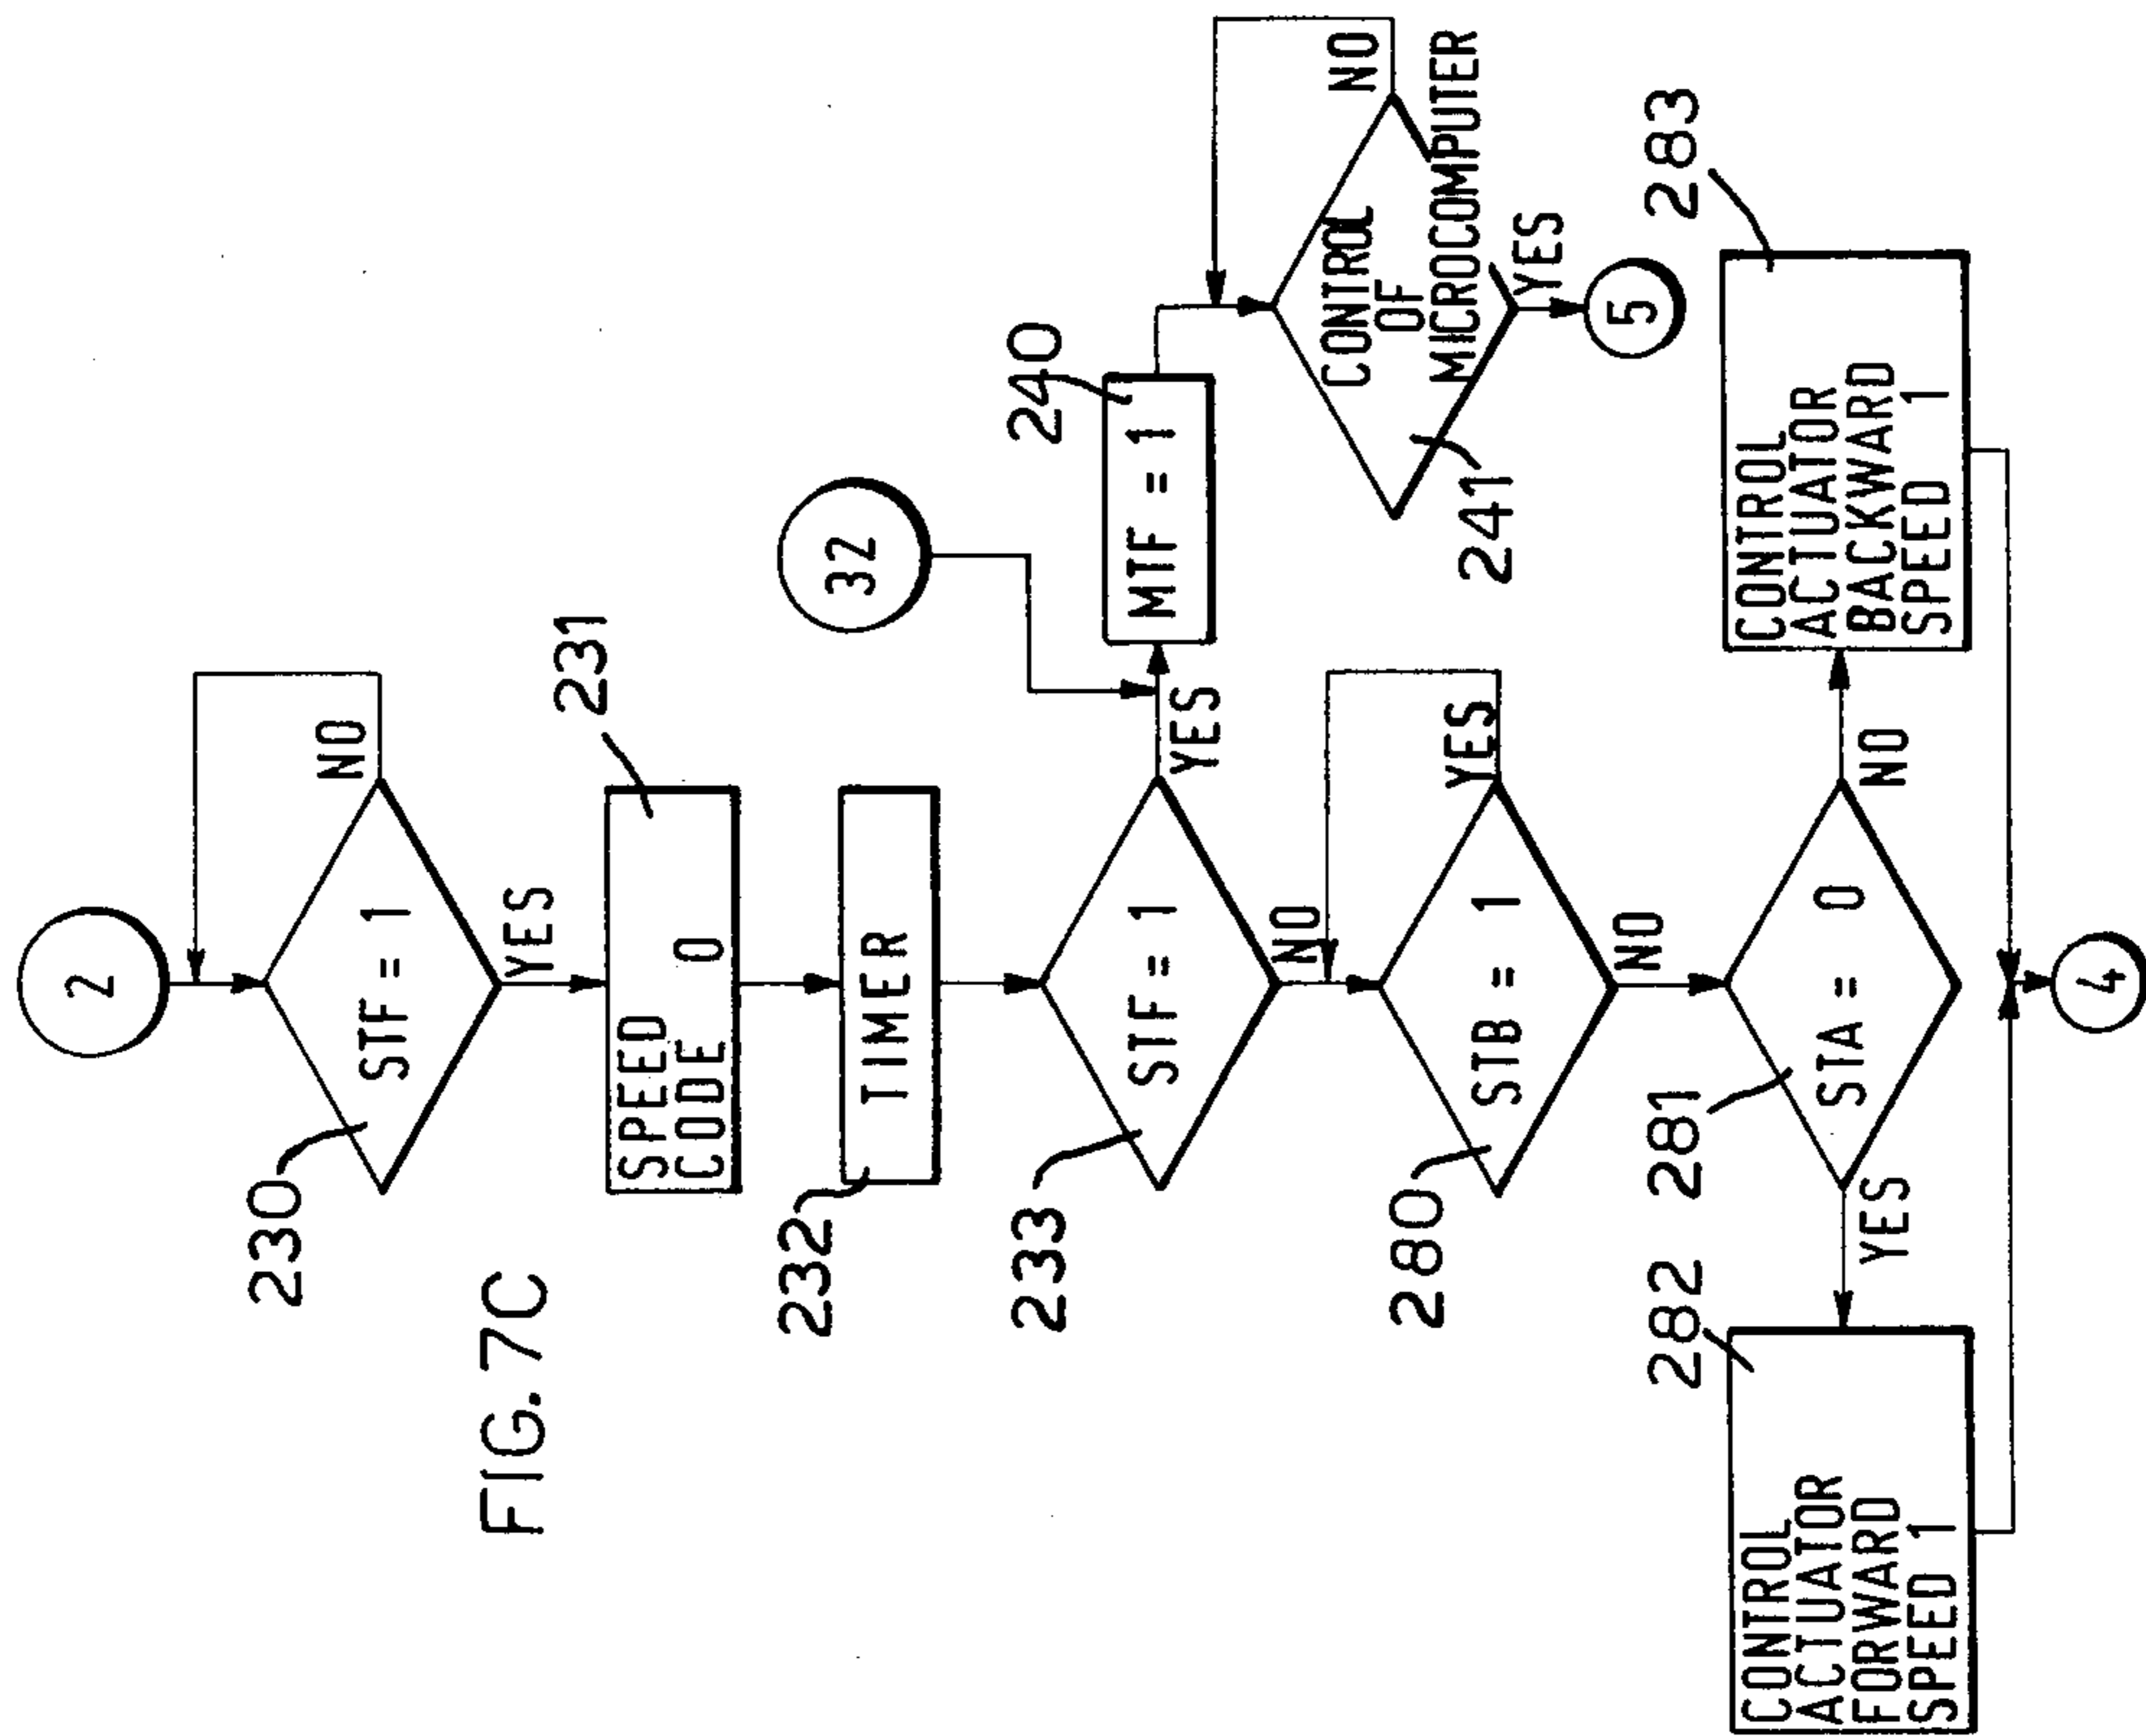 FIG. 7C
2
230
STF = 1
NO
YES
231
SPEED
CODE 0
232
TIMER
233
STF = 1
YES
NO
32
240
MTF = 1
241
CONTROL
OF
MICROCOMPUTER
NO
YES
5
280
STB = 1
YES
NO
281
STA = 0
YES
NO
282
CONTROL
ACTUATOR
FORWARD
SPEED 1
283
CONTROL
ACTUATOR
BACKWARD
SPEED 1
4